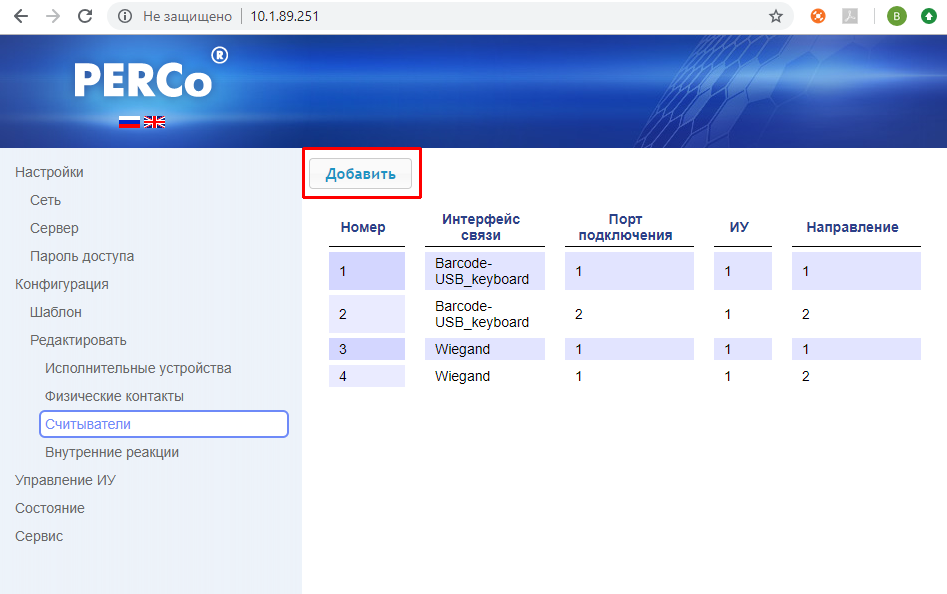 Не защищено | 10.1.89.251
B
PERCo®
Настройки
Сеть
Сервер
Пароль доступа
Конфигурация
Шаблон
Редактировать
Исполнительные устройства
Физические контакты
Считыватели
Внутренние реакции
Управление ИУ
Состояние
Сервис
Добавить
Номер Интерфейс связи Порт подключения ИУ Направление
1 Barcode-USB_keyboard 1 1 1
2 Barcode-USB_keyboard 2 1 2
3 Wiegand 1 1 1
4 Wiegand 1 1 2